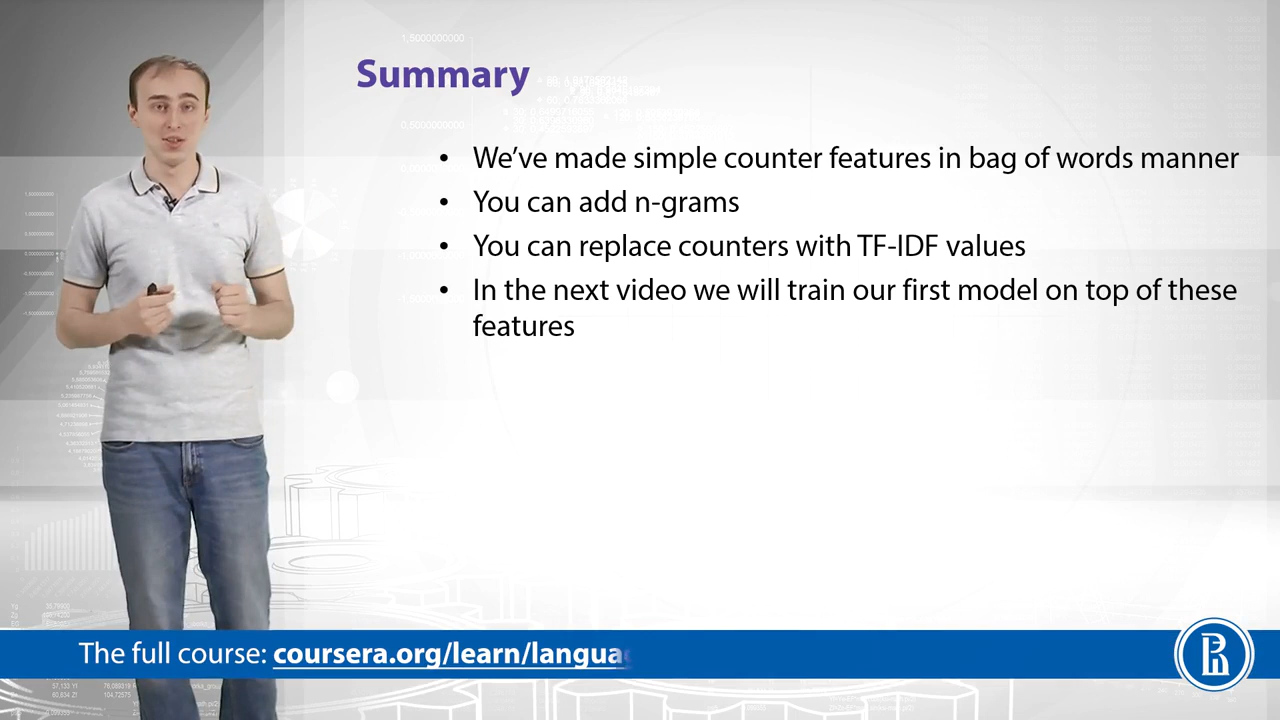 Summary
• We’ve made simple counter features in bag of words manner
• You can add n-grams
• You can replace counters with TF-IDF values
• In the next video we will train our first model on top of these
features
The full course: coursera.org/learn/langua